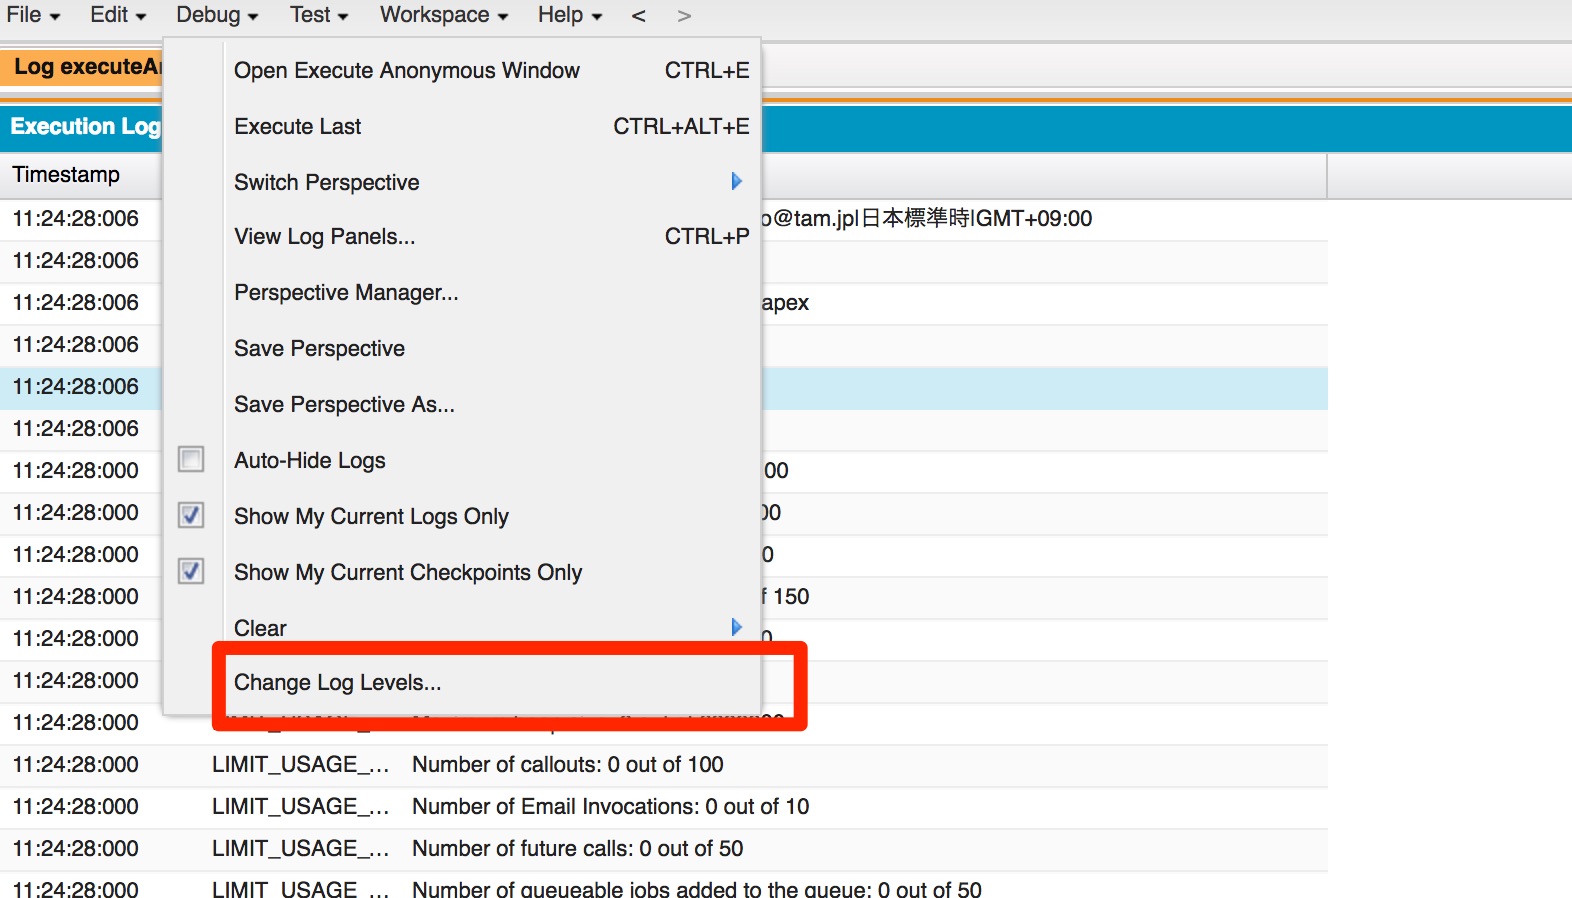 File Edit Debug Test Workspace Help < >
Log executeA
Open Execute Anonymous Window CTRL+E
Execution Log
Execute Last CTRL+ALT+E
Timestamp
Switch Perspective
11:24:28:006 @tam.jp|日本標準時|GMT+09:00
View Log Panels... CTRL+P
11:24:28:006
Perspective Manager...
11:24:28:006 apex
11:24:28:006
Save Perspective
11:24:28:006
Save Perspective As...
11:24:28:006
Auto-Hide Logs
11:24:28:000 00
11:24:28:000 00
Show My Current Logs Only
11:24:28:000 0
Show My Current Checkpoints Only
11:24:28:000 f 150
Clear
11:24:28:000 0
11:24:28:000
Change Log Levels...
11:24:28:000
11:24:28:000 LIMIT_USAGE_... Number of callouts: 0 out of 100
11:24:28:000 LIMIT_USAGE_... Number of Email Invocations: 0 out of 10
11:24:28:000 LIMIT_USAGE_... Number of future calls: 0 out of 50
11:24:28:000 LIMIT_USAGE_... Number of queueable jobs added to the queue: 0 out of 50